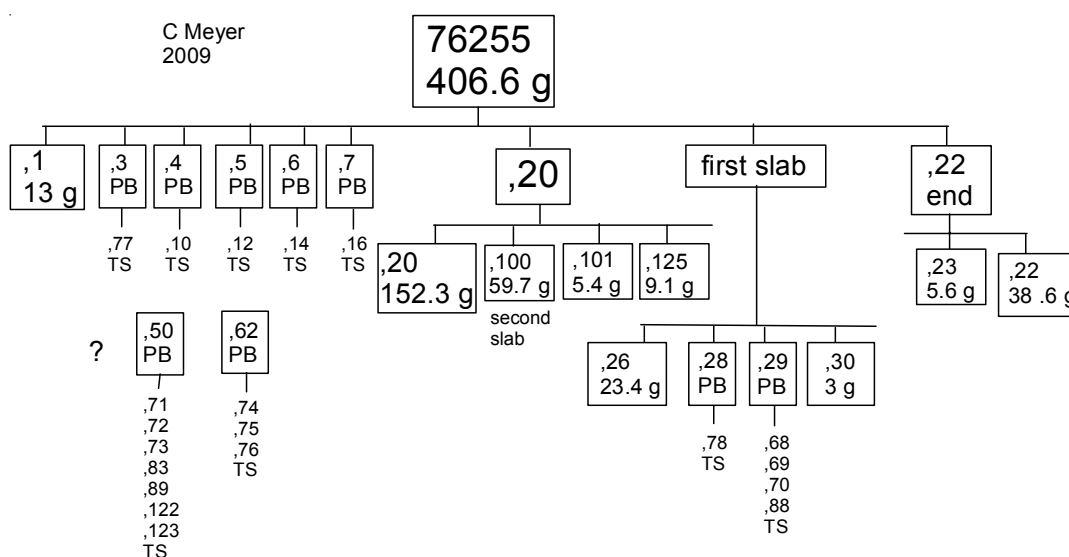 C Meyer
2009
76255
406.6 g
,1
13 g
,3
PB
,4
PB
,5
PB
,6
PB
,7
PB
,20
first slab
,22
end
,77
TS
,10
TS
,12
TS
,14
TS
,16
TS
,20
152.3 g
,100
59.7 g
second
slab
,101
5.4 g
,125
9.1 g
,23
5.6 g
,22
38 .6 g
?
,50
PB
,62
PB
,26
23.4 g
,28
PB
,29
PB
,30
3 g
,71
,72
,73
,83
,89
,122
,123
TS
,74
,75
,76
TS
,78
TS
,68
,69
,70
,88
TS